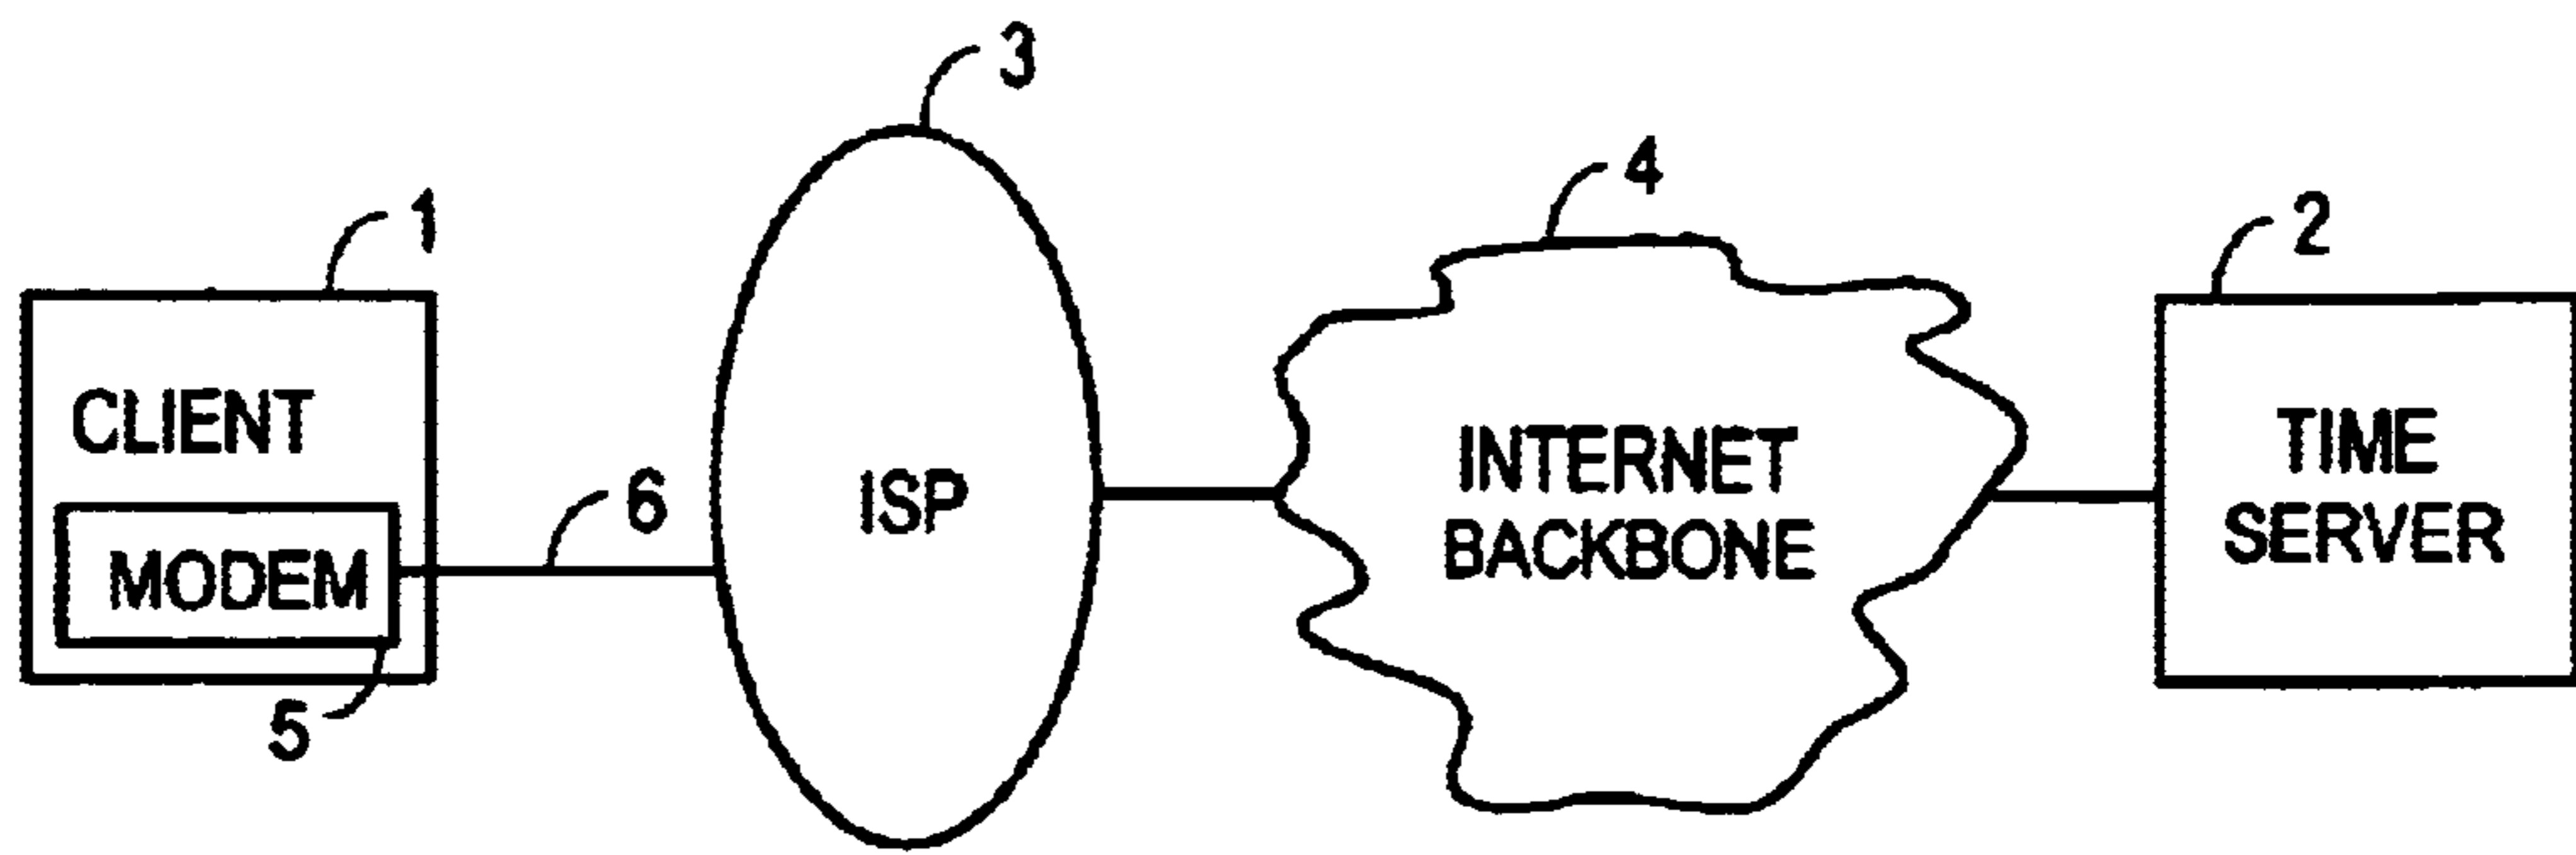 3
4
1
2
CLIENT
TIME
SERVER
INTERNET
BACKBONE
ISP
6
MODEM
5